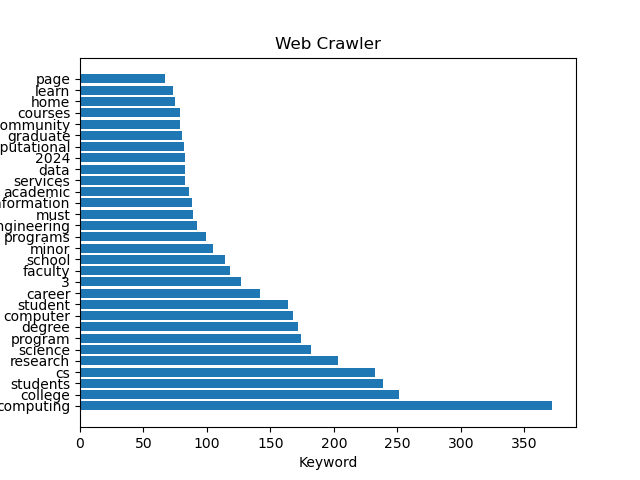 Web Crawler
page
learn
home
courses
ommunity
graduate
putational
2024
data
services
academic
nformation
must
ngineering
programs
minor
school
faculty
3
career
student
computer
degree
program
science
research
cs
students
college
computing
0 50 100 150 200 250 300 350
Keyword